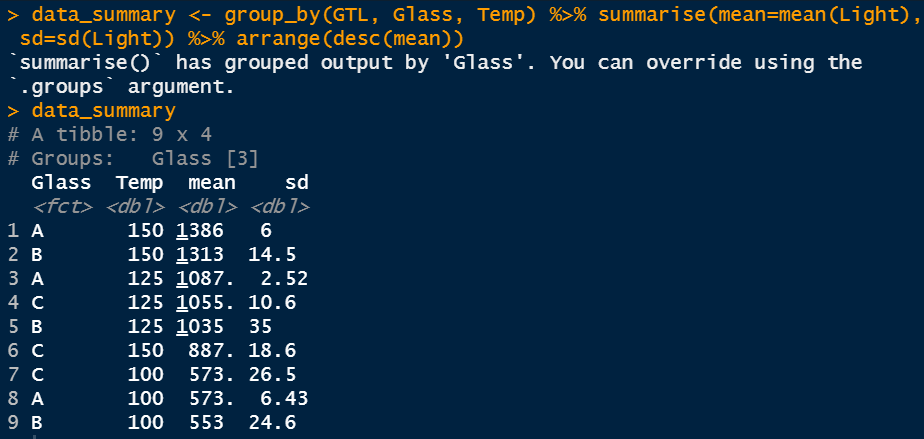 > data_summary <- group_by(GTL, Glass, Temp) %>% summarise(mean=mean(Light),
 sd=sd(Light)) %>% arrange(desc(mean))
`summarise()` has grouped output by 'Glass'. You can override using the
`.groups` argument.
> data_summary
# A tibble: 9 x 4
# Groups:   Glass [3]
  Glass  Temp  mean    sd
  <fct> <dbl> <dbl> <dbl>
1 A       150 1386   6
2 B       150 1313  14.5
3 A       125 1087.  2.52
4 C       125 1055. 10.6
5 B       125 1035  35
6 C       150  887. 18.6
7 C       100  573. 26.5
8 A       100  573.  6.43
9 B       100  553  24.6